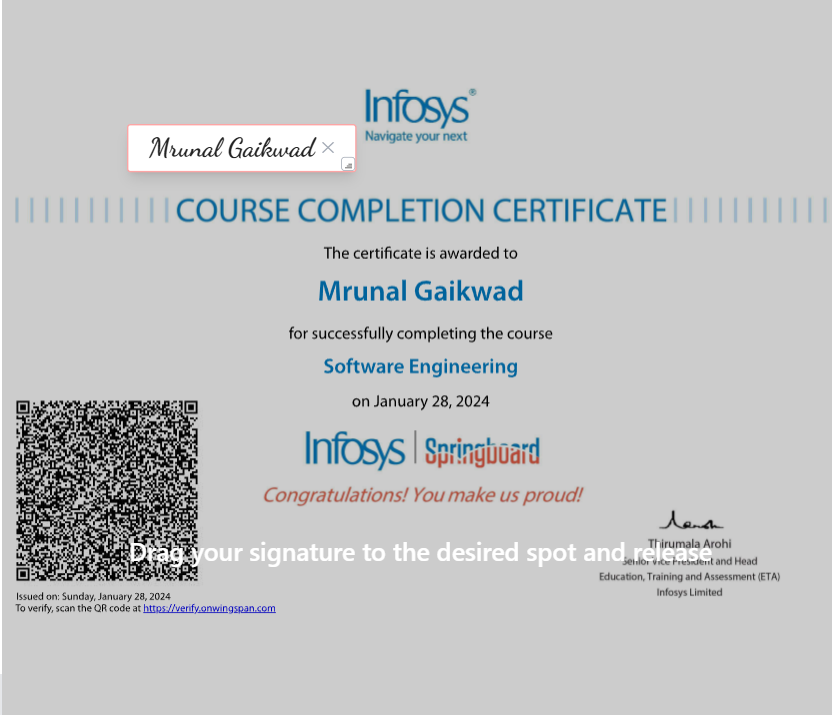 Infosys®
Navigate your next
Mrunal Gaikwad
COURSE COMPLETION CERTIFICATE
The certificate is awarded to
Mrunal Gaikwad
for successfully completing the course
Software Engineering
on January 28, 2024
Infosys | Springboard
Congratulations! You make us proud!
Thirumala Arohi
Drag your signature to the desired spot and release
Senior Vice President and Head
Education, Training and Assessment (ETA)
Infosys Limited
Issued on: Sunday, January 28, 2024
To verify, scan the QR code at https://verify.onwingspan.com